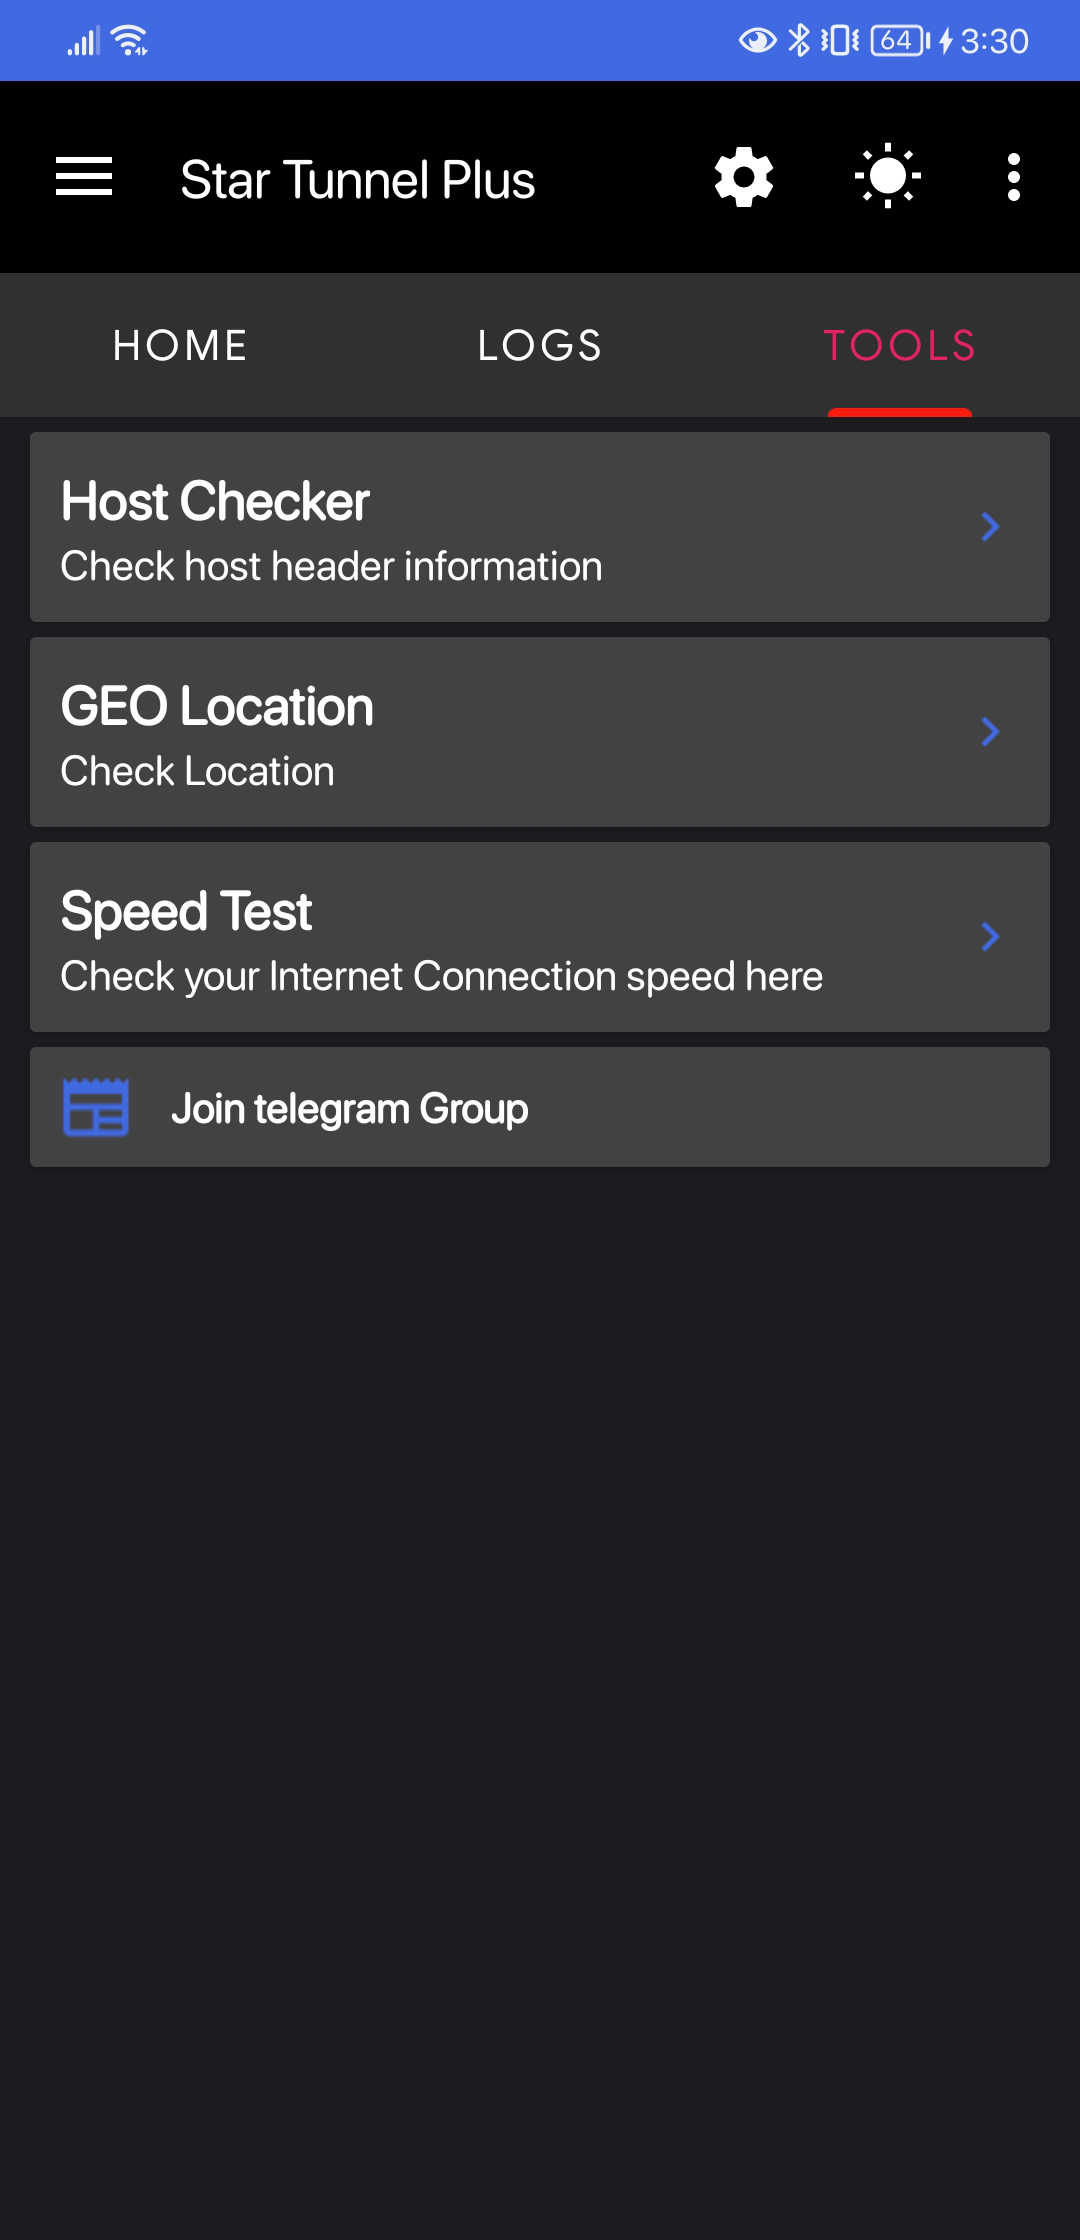 64 3:30
Star Tunnel Plus
HOME LOGS TOOLS
Host Checker
Check host header information
GEO Location
Check Location
Speed Test
Check your Internet Connection speed here
Join telegram Group